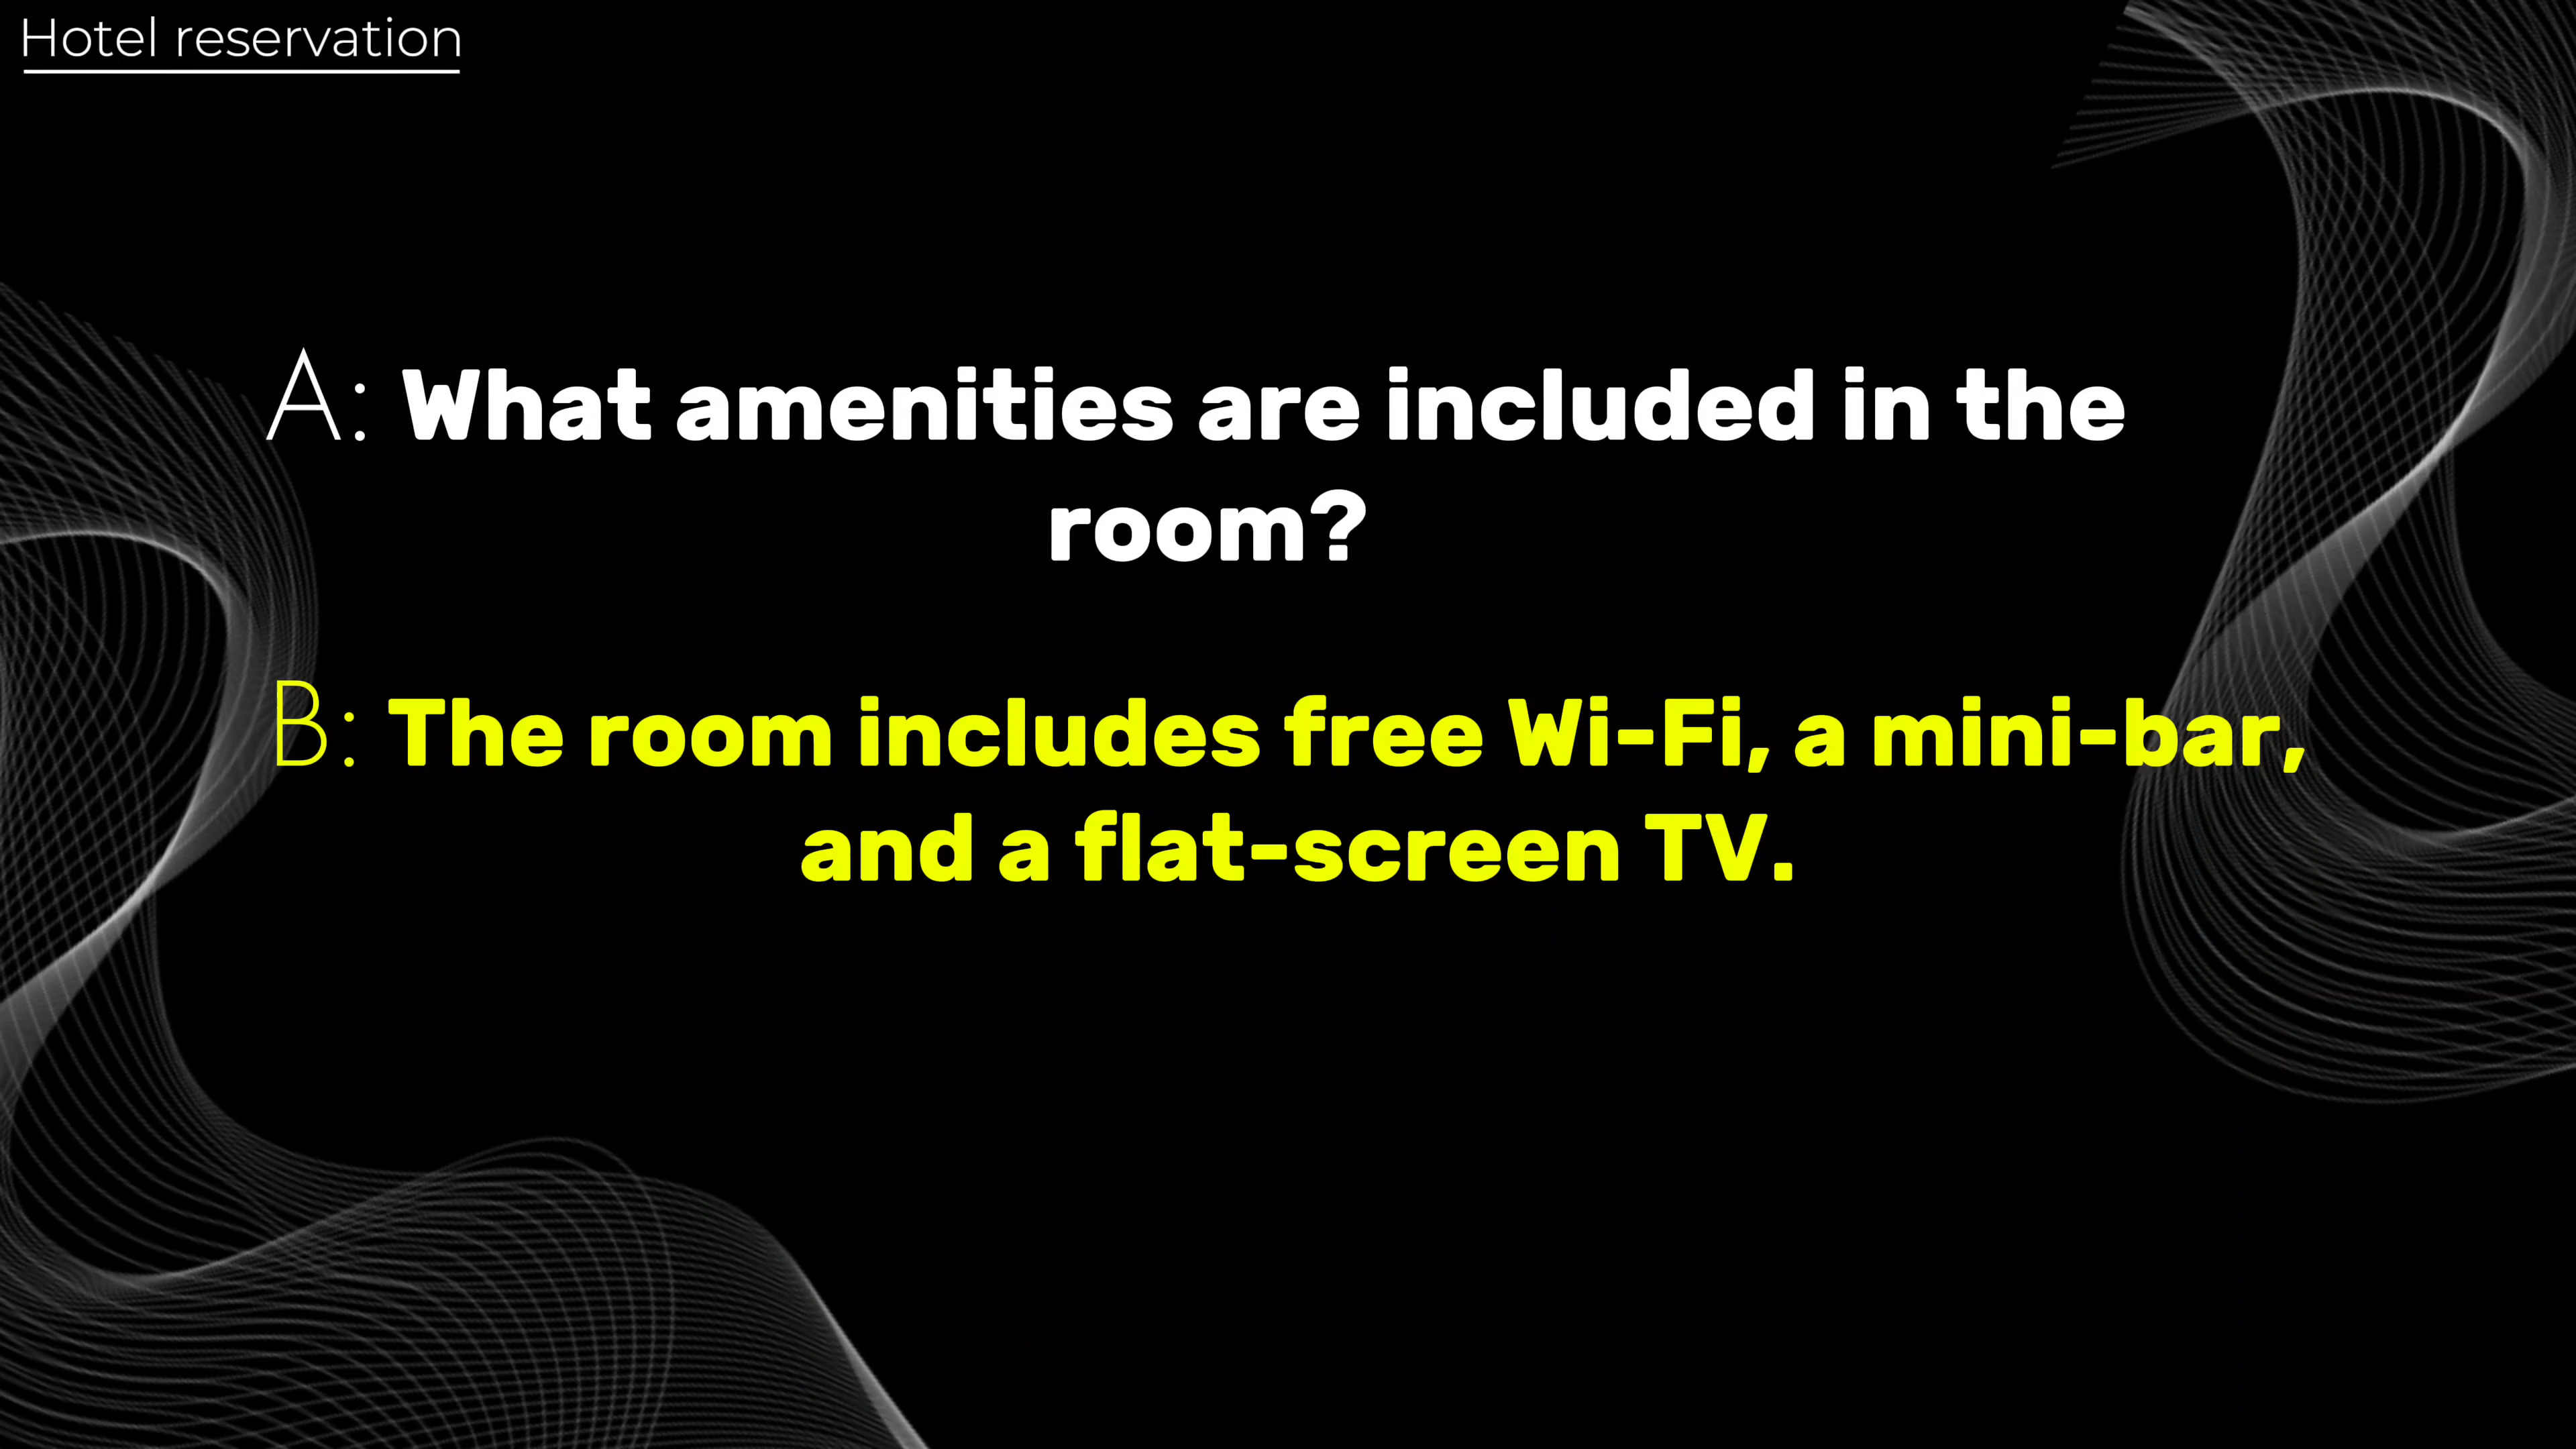 Hotel reservation
A: What amenities are included in the
room?
B: The room includes free Wi-Fi, a mini-bar,
and a flat-screen TV.